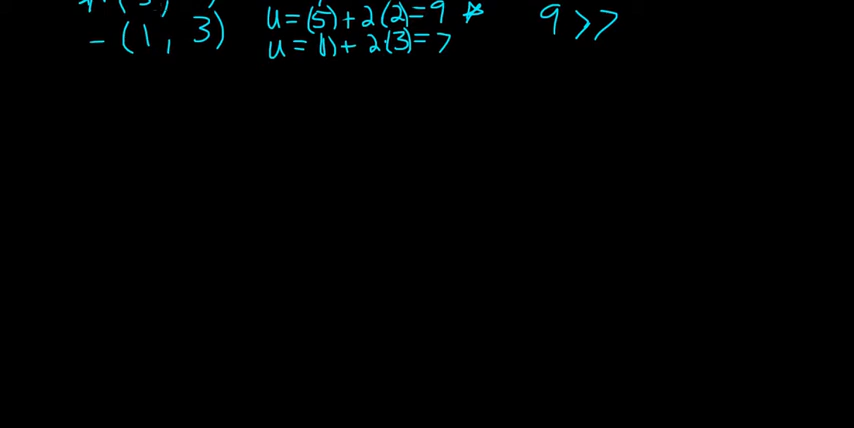 u = (5) + 2(2) = 9 * 9 > 7
- (1, 3) u = (1) + 2(3) = 7